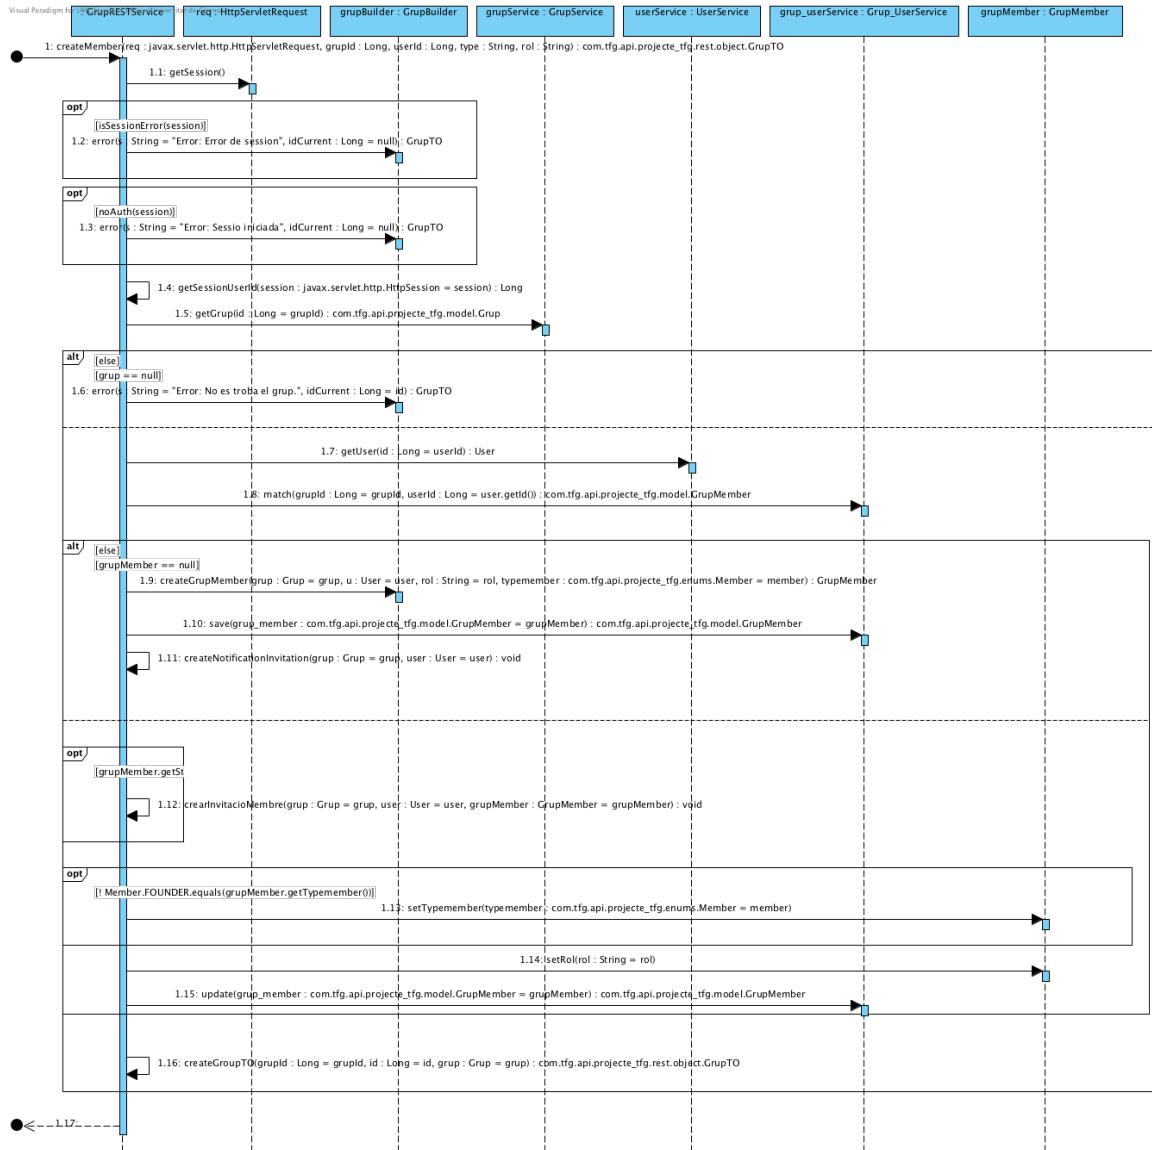 Visual Paradigm for
: GrupRESTService
req : HttpServletRequest
grupBuilder : GrupBuilder
grupService : GrupService
userService : UserService
grup_userService : Grup_UserService
grupMember : GrupMember
1: createMember(req : javax.servlet.http.HttpServletRequest, grupId : Long, userId : Long, type : String, rol : String) : com.tfg.api.projecte_tfg.rest.object.GrupTO
1.1: getSession()
opt
[isSessionError(session)]
1.2: error(s : String = "Error: Error de session", idCurrent : Long = null) : GrupTO
opt
[noAuth(session)]
1.3: error(s : String = "Error: Sessio iniciada", idCurrent : Long = null) : GrupTO
1.4: getSessionUserId(session : javax.servlet.http.HttpSession = session) : Long
1.5: getGrup(id : Long = grupId) : com.tfg.api.projecte_tfg.model.Grup
alt
[else]
[grup == null]
1.6: error(s : String = "Error: No es troba el grup.", idCurrent : Long = id) : GrupTO
1.7: getUser(id : Long = userId) : User
1.8: match(grupId : Long = grupId, userId : Long = user.getId()) : com.tfg.api.projecte_tfg.model.GrupMember
alt
[else]
[grupMember == null]
1.9: createGrupMember(grup : Grup = grup, u : User = user, rol : String = rol, typemember : com.tfg.api.projecte_tfg.enums.Member = member) : GrupMember
1.10: save(grup_member : com.tfg.api.projecte_tfg.model.GrupMember = grupMember) : com.tfg.api.projecte_tfg.model.GrupMember
1.11: createNotificationInvitation(grup : Grup = grup, user : User = user) : void
opt
[grupMember.getSt
1.12: crearInvitacioMembre(grup : Grup = grup, user : User = user, grupMember : GrupMember = grupMember) : void
opt
[! Member.FOUNDER.equals(grupMember.getTypemember())]
1.13: setTypemember(typemember : com.tfg.api.projecte_tfg.enums.Member = member)
1.14: setRol(rol : String = rol)
1.15: update(grup_member : com.tfg.api.projecte_tfg.model.GrupMember = grupMember) : com.tfg.api.projecte_tfg.model.GrupMember
1.16: createGroupTO(grupId : Long = grupId, id : Long = id, grup : Grup = grup) : com.tfg.api.projecte_tfg.rest.object.GrupTO
1.17: